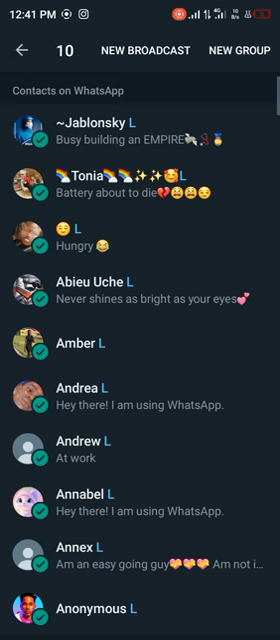 12:41 PM
10 NEW BROADCAST NEW GROUP
Contacts on WhatsApp
~Jablonsky L
Busy building an EMPIRE
🌈Tonia🌈🌈✨✨🥰L
Battery about to die💔😩😩😒
😌 L
Hungry 😂
Abieu Uche L
Never shines as bright as your eyes💕
Amber L
Andrea L
Hey there! I am using WhatsApp.
Andrew L
At work
Annabel L
Hey there! I am using WhatsApp.
Annex L
Am an easy going guy💝💝💝 Am not i...
Anonymous L